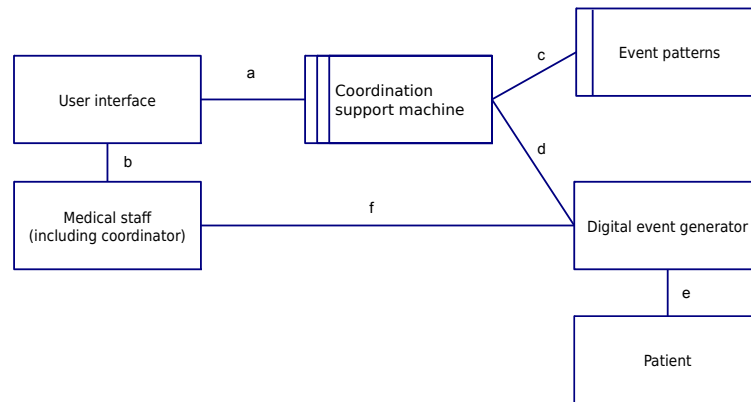 Event patterns
c
a
User interface
Coordination
support machine
d
b
Medical staff
(including coordinator)
f
Digital event generator
e
Patient